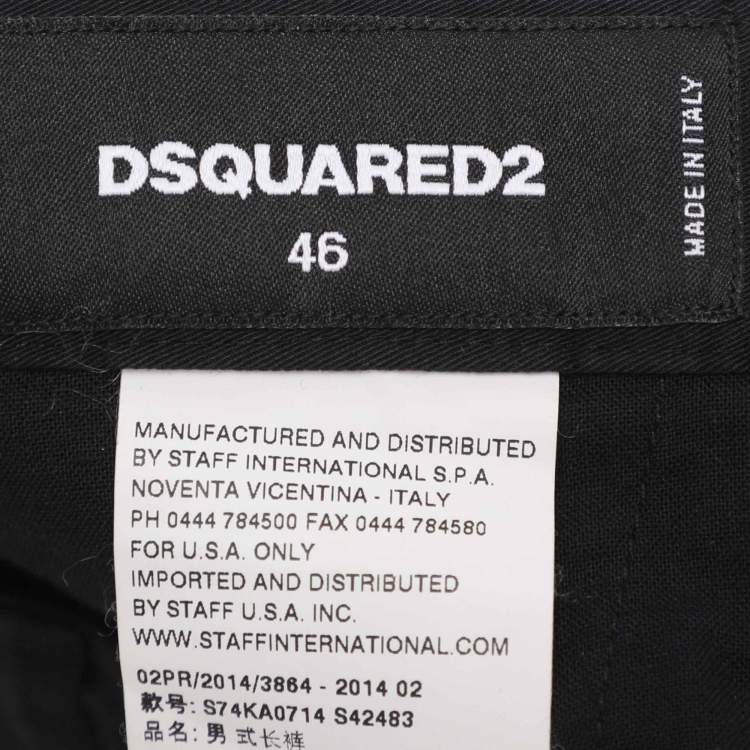 DSQUARED2
46
MADE IN ITALY
MANUFACTURED AND DISTRIBUTED
BY STAFF INTERNATIONAL S.P.A.
NOVENTA VICENTINA - ITALY
PH 0444 784500 FAX 0444 784580
FOR U.S.A. ONLY
IMPORTED AND DISTRIBUTED
BY STAFF U.S.A. INC.
WWW.STAFFINTERNATIONAL.COM
02PR/2014/3864 - 2014 02
款号: S74KA0714 S42483
品名: 男式长裤